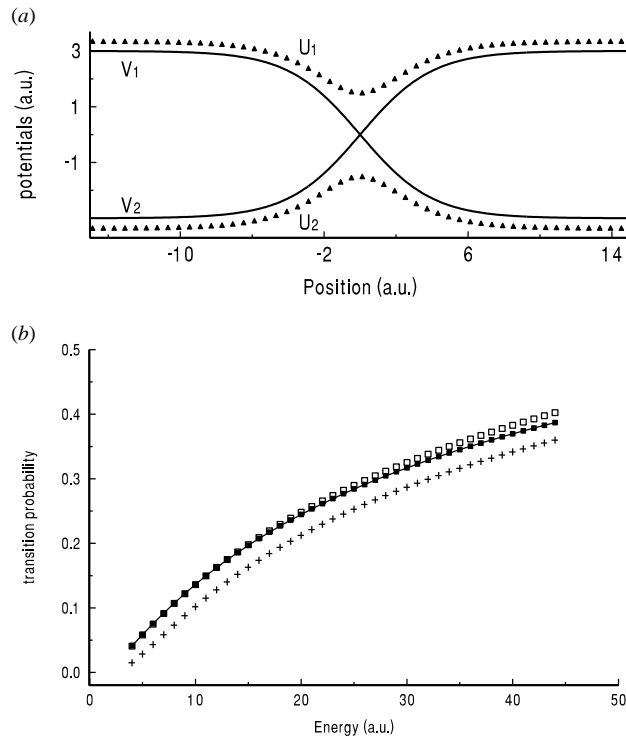 (a)
U1
3
V1
1
potentials (a.u.)
-1
V2
U2
-10 -2 6 14
Position (a.u.)
(b)
0.5
0.4
0.3
transition probability
0.2
0.1
0.0
0 10 20 30 40 50
Energy (a.u.)